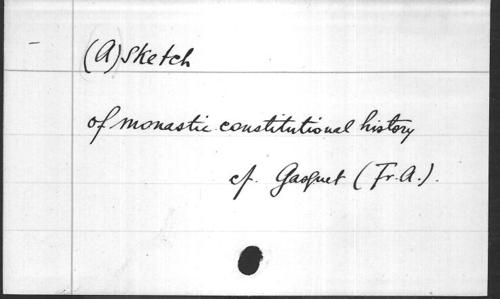 (A) Sketch
of monastic constitutional history
cf. Gasquet (Fr. A.).